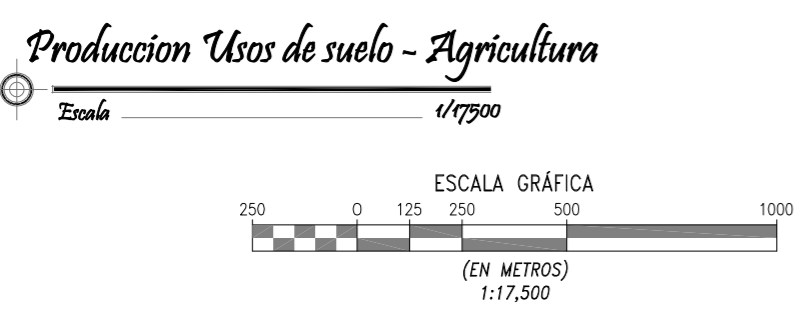 Produccion Usos de suelo - Agricultura
Escala 1/17500
ESCALA GRÁFICA
250 0 125 250 500 1000
(EN METROS)
1:17,500